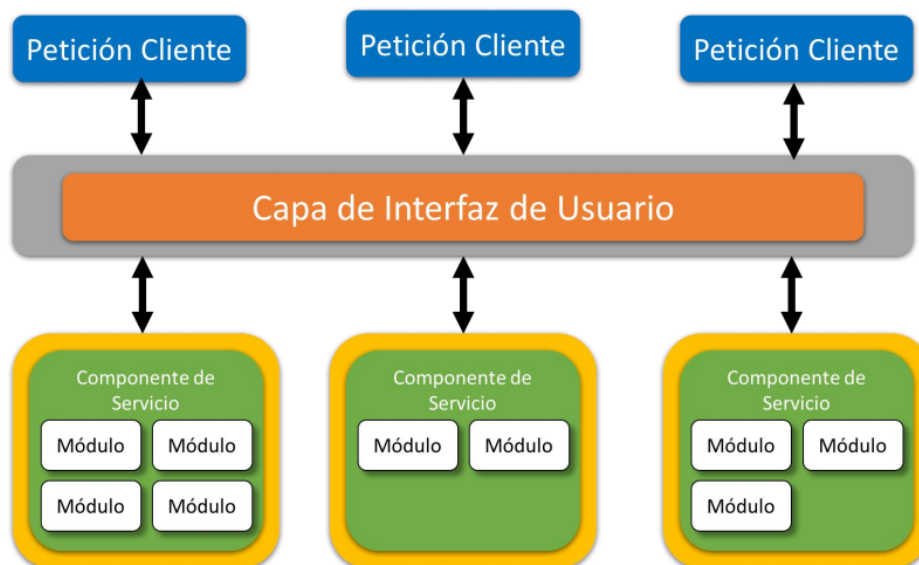 Petición Cliente
Petición Cliente
Petición Cliente
Capa de Interfaz de Usuario
Componente de
Servicio
Módulo
Módulo
Módulo
Módulo
Componente de
Servicio
Módulo
Módulo
Componente de
Servicio
Módulo
Módulo
Módulo